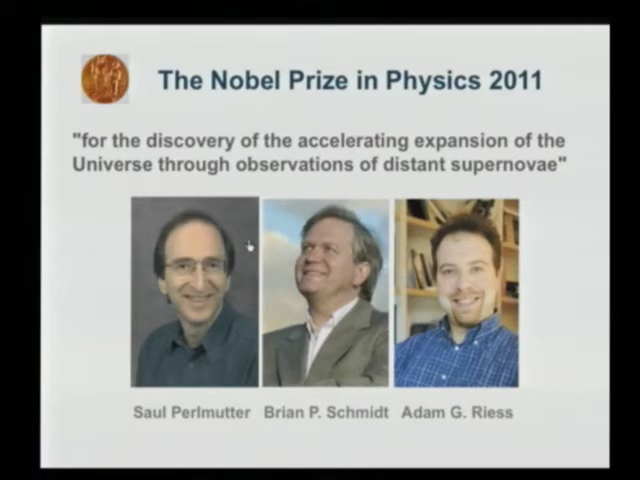 The Nobel Prize in Physics 2011
"for the discovery of the accelerating expansion of the
Universe through observations of distant supernovae"
Saul Perlmutter Brian P. Schmidt Adam G. Riess